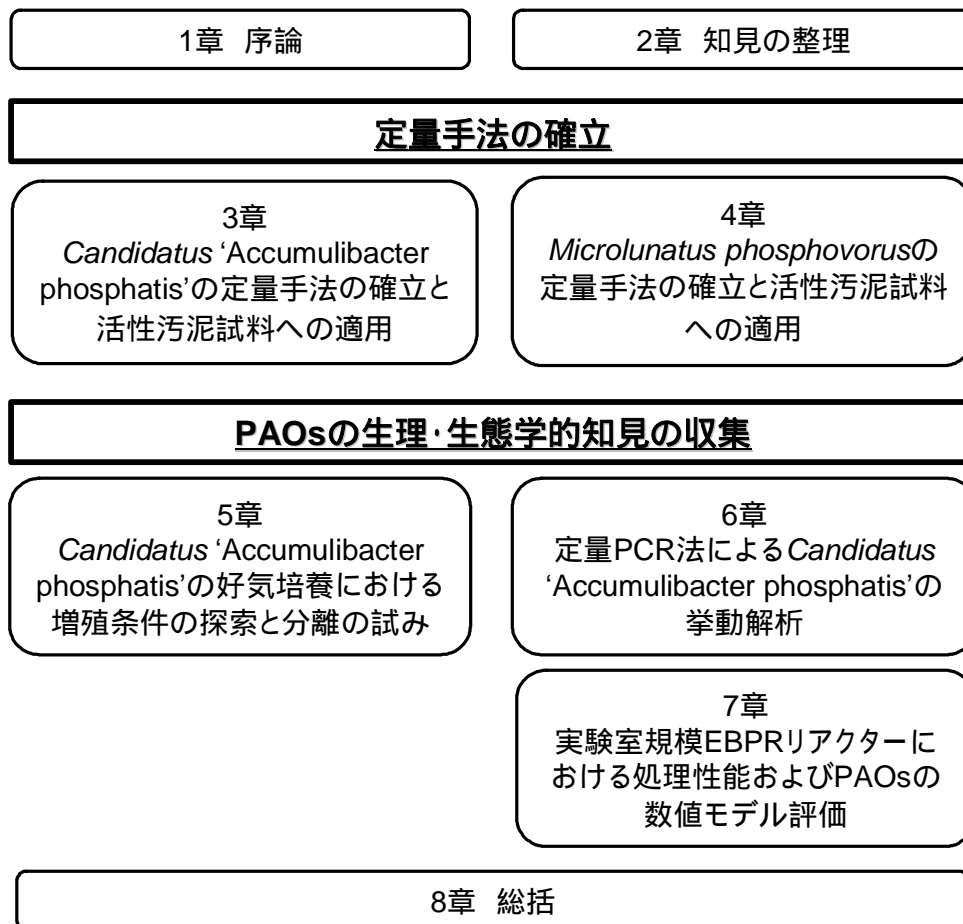 1章 序論
2章 知見の整理
定量手法の確立
3章
Candidatus ‘Accumulibacter
phosphatis’の定量手法の確立と
活性汚泥試料への適用
4章
Microlunatus phosphovorusの
定量手法の確立と活性汚泥試料
への適用
PAOsの生理・生態学的知見の収集
5章
Candidatus ‘Accumulibacter
phosphatis’の好気培養における
増殖条件の探索と分離の試み
6章
定量PCR法によるCandidatus
‘Accumulibacter phosphatis’の
挙動解析
7章
実験室規模EBPRリアクターに
おける処理性能およびPAOsの
数値モデル評価
8章 総括